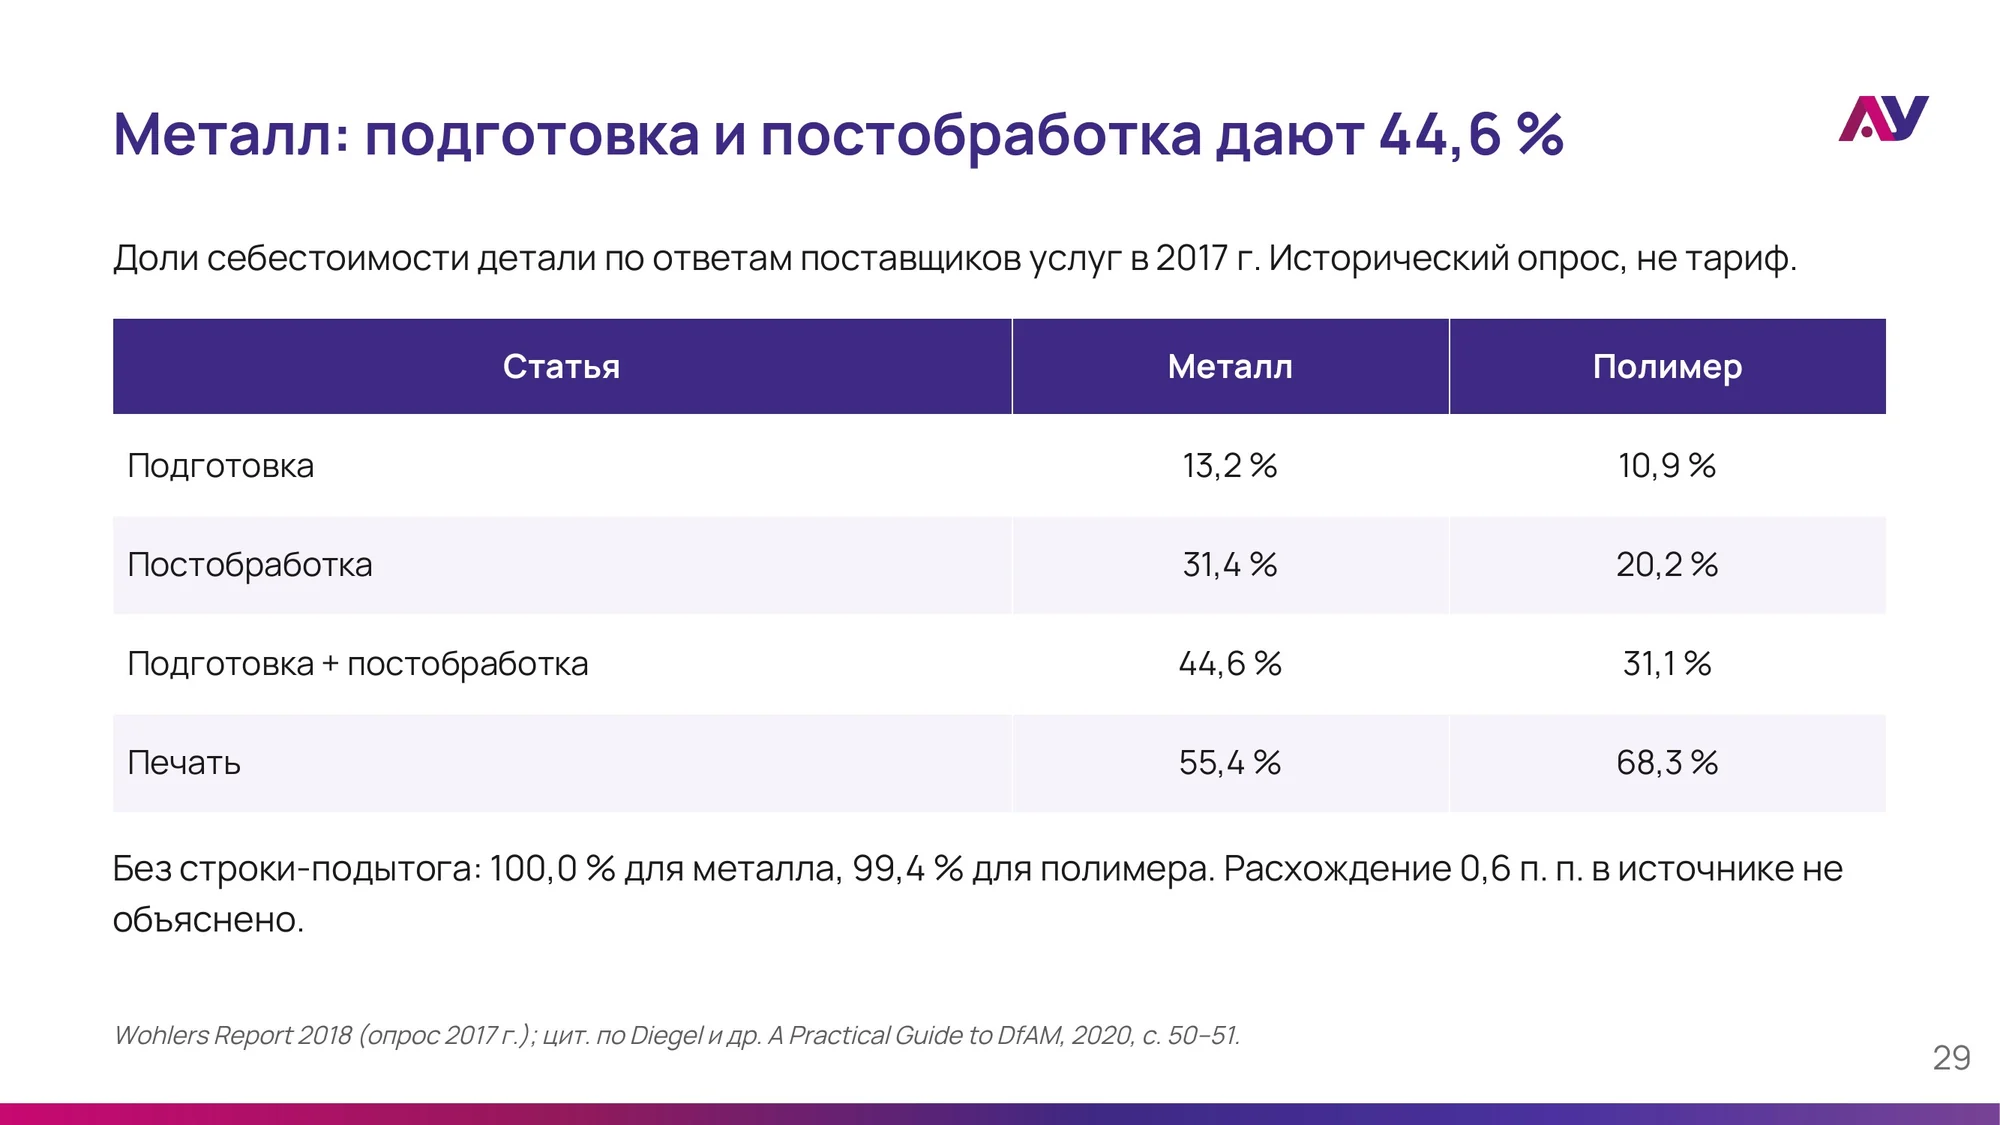 Металл: подготовка и постобработка дают 44,6 %
АУ
Доли себестоимости детали по ответам поставщиков услуг в 2017 г. Исторический опрос, не тариф.
Статья Металл Полимер
Подготовка 13,2 % 10,9 %
Постобработка 31,4 % 20,2 %
Подготовка + постобработка 44,6 % 31,1 %
Печать 55,4 % 68,3 %
Без строки-подытога: 100,0 % для металла, 99,4 % для полимера. Расхождение 0,6 п. п. в источнике не
объяснено.
Wohlers Report 2018 (опрос 2017 г.); цит. по Diegel и др. A Practical Guide to DfAM, 2020, с. 50–51.
29